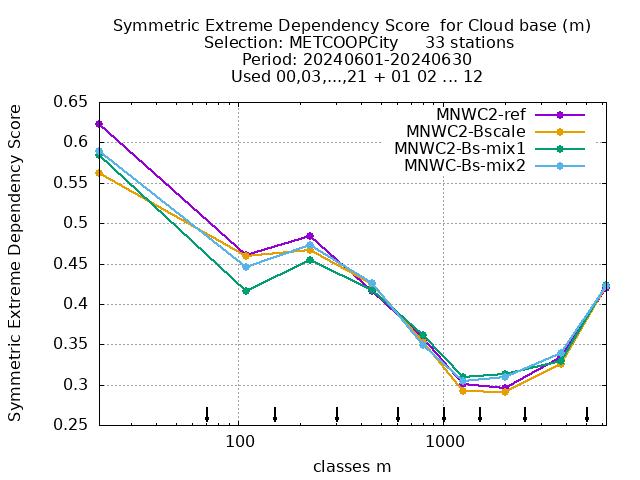 Symmetric Extreme Dependency Score  for Cloud base (m)
Selection: METCOOPCity     33 stations
Period: 20240601-20240630
Used 00,03,...,21 + 01 02 ... 12
Symmetric Extreme Dependency Score
0.65
0.6
0.55
0.5
0.45
0.4
0.35
0.3
0.25
MNWC2-ref
MNWC2-Bscale
MNWC2-Bs-mix1
MNWC-Bs-mix2
100
1000
classes m